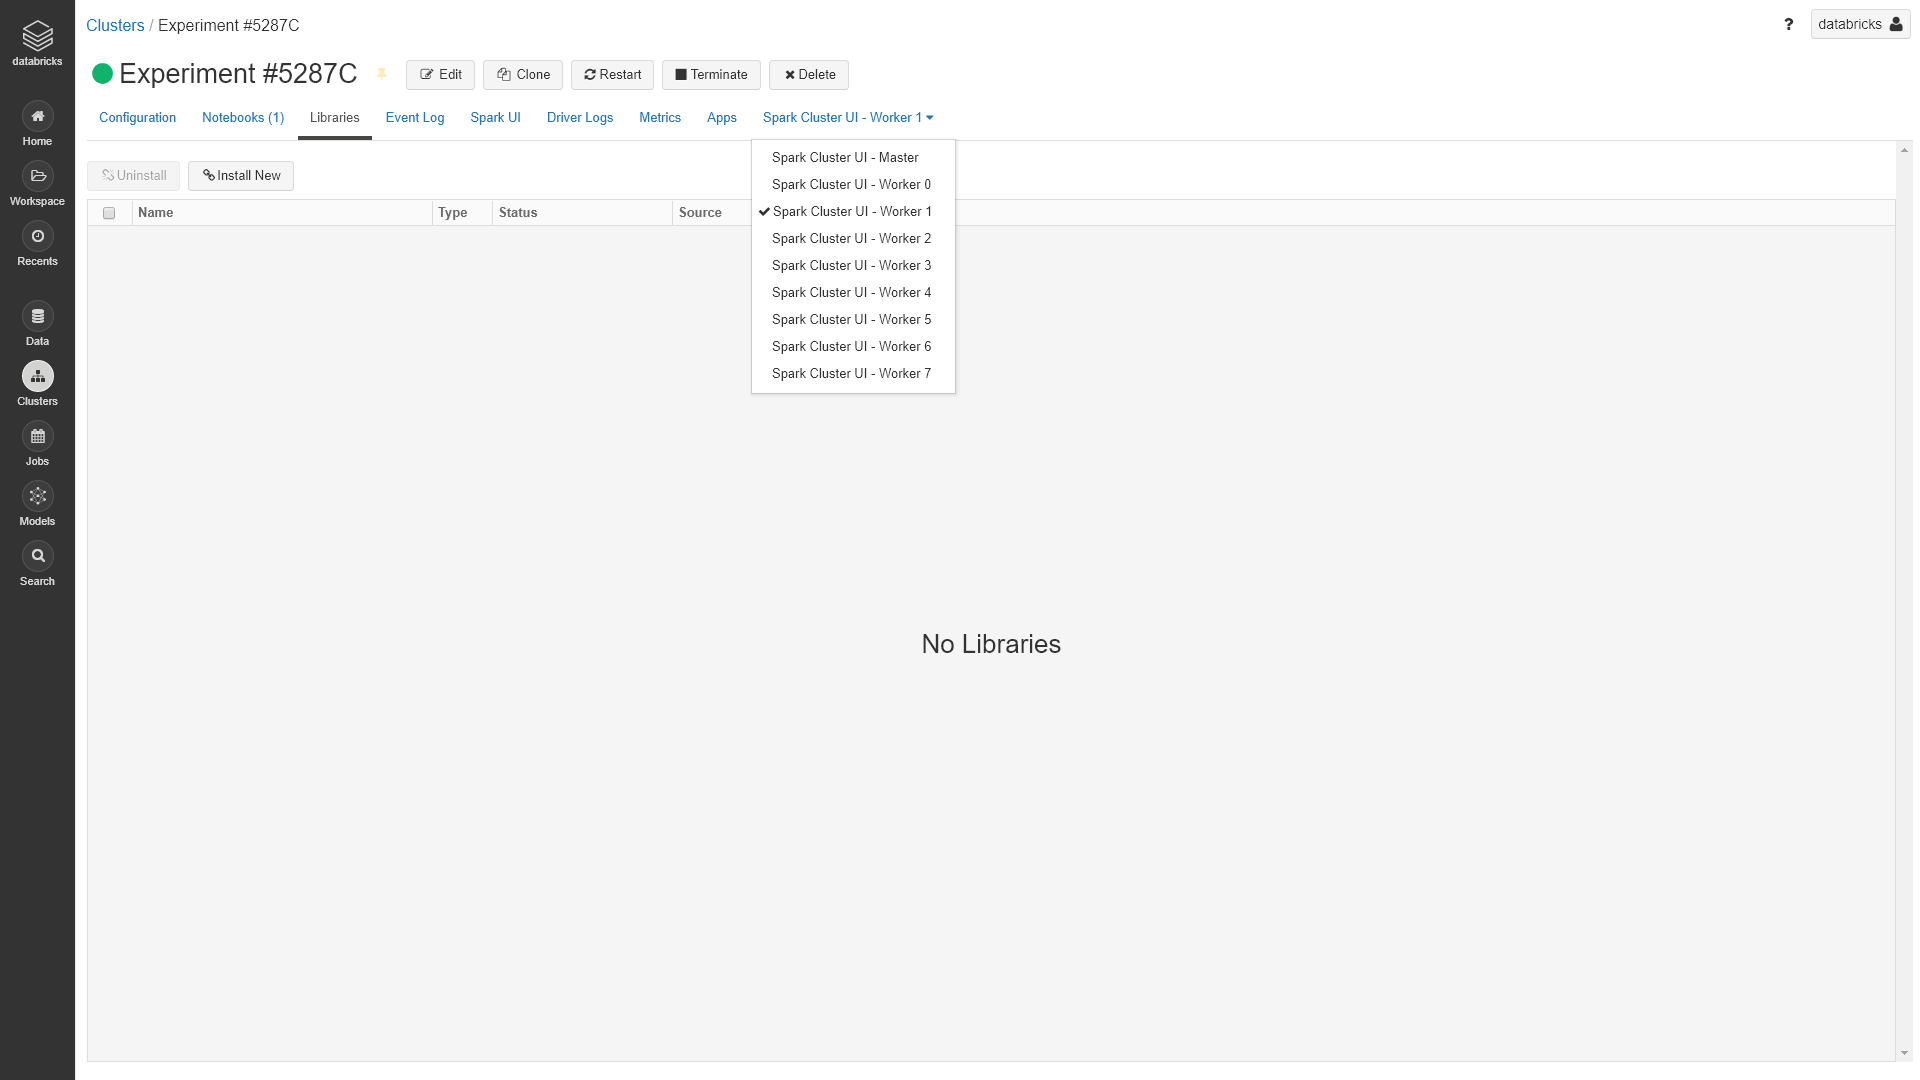 databricks
Home
Workspace
Recents
Data
Clusters
Jobs
Models
Search
Clusters / Experiment #5287C
? databricks
Experiment #5287C Edit Clone Restart Terminate Delete
Configuration Notebooks (1) Libraries Event Log Spark UI Driver Logs Metrics Apps Spark Cluster UI - Worker 1
Spark Cluster UI - Master
Spark Cluster UI - Worker 0
Spark Cluster UI - Worker 1
Spark Cluster UI - Worker 2
Spark Cluster UI - Worker 3
Spark Cluster UI - Worker 4
Spark Cluster UI - Worker 5
Spark Cluster UI - Worker 6
Spark Cluster UI - Worker 7
Uninstall Install New
Name Type Status Source
No Libraries